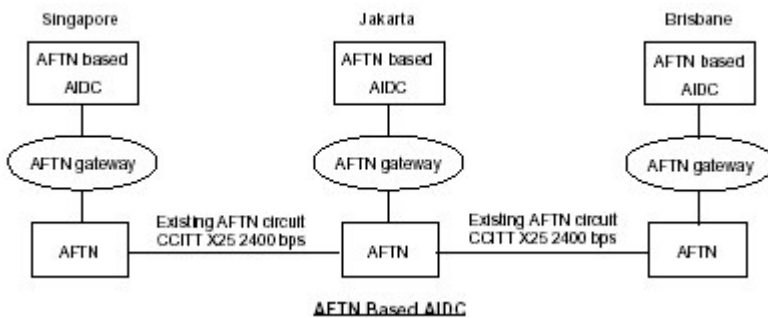 Singapore
Jakarta
Brisbane
AFTN based
AIDC
AFTN based
AIDC
AFTN based
AIDC
AFTN gateway
AFTN gateway
AFTN gateway
Existing AFTN circuit
CCITT X25 2400 bps
Existing AFTN circuit
CCITT X25 2400 bps
AFTN
AFTN
AFTN
AFTN Based AIDC